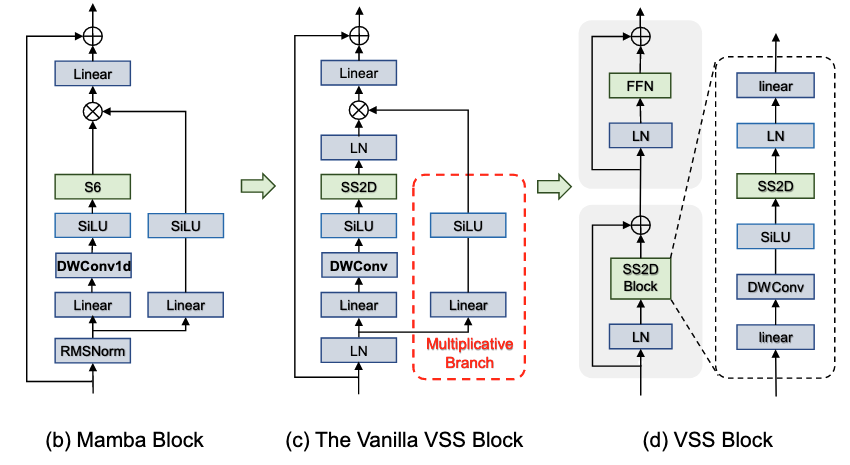 Linear
S6
SiLU
SiLU
DWConv1d
Linear
Linear
RMSNorm
(b) Mamba Block
Linear
LN
SS2D
SiLU
SiLU
DWConv
Linear
Linear
LN
Multiplicative
Branch
(c) The Vanilla VSS Block
FFN
LN
SS2D
Block
LN
linear
LN
SS2D
SiLU
DWConv
linear
(d) VSS Block